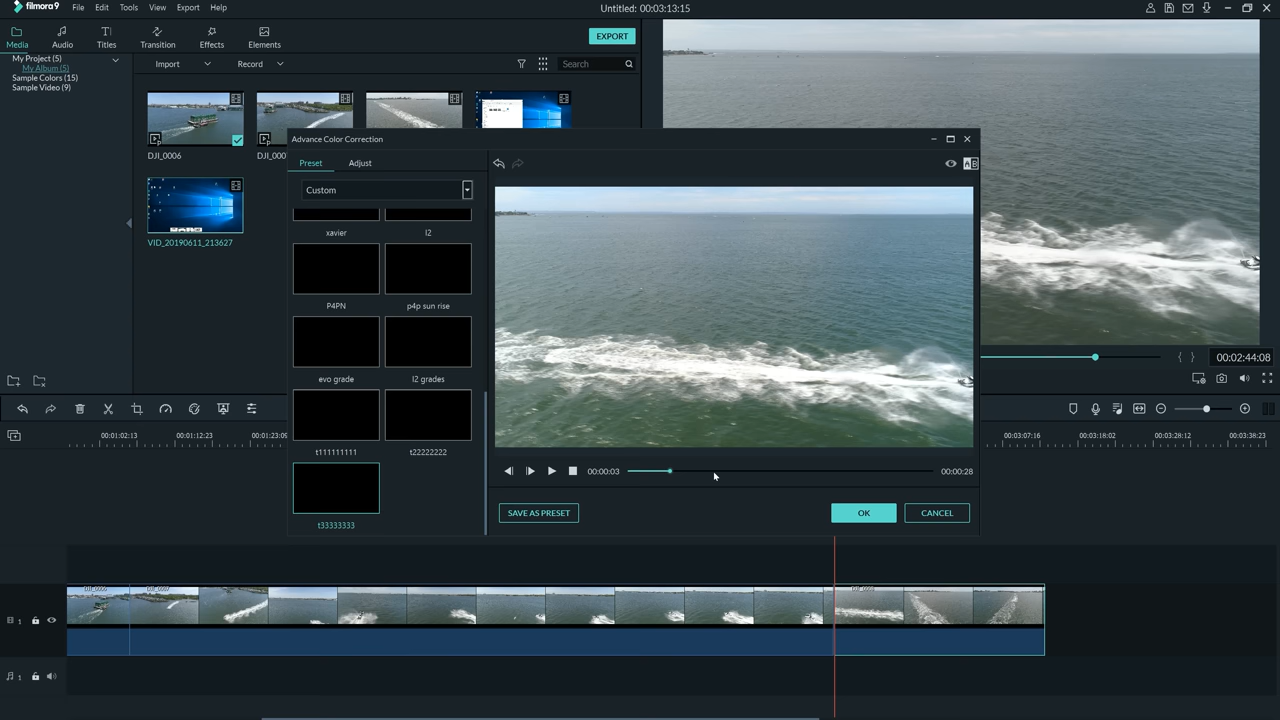 filmora9 File Edit Tools View Export Help Untitled: 00:03:13:15
Media Audio Titles Transition Effects Elements EXPORT
My Project (5)
My Album (5)
Sample Colors (15)
Sample Video (9)
Import Record Search
DJI_0006
VID_20190611_213627
Advance Color Correction
Preset Adjust
Custom
xavier l2
P4PN p4p sun rise
evo grade l2 grades
t111111111 t22222222
t33333333
00:00:03 00:00:28
SAVE AS PRESET OK CANCEL
00:02:44:08
00:01:02:13 00:01:12:23 00:01:23:09 00:03:07:16 00:03:18:02 00:03:28:12 00:03:38:23
DJI_0006 DJI_0007
1
1